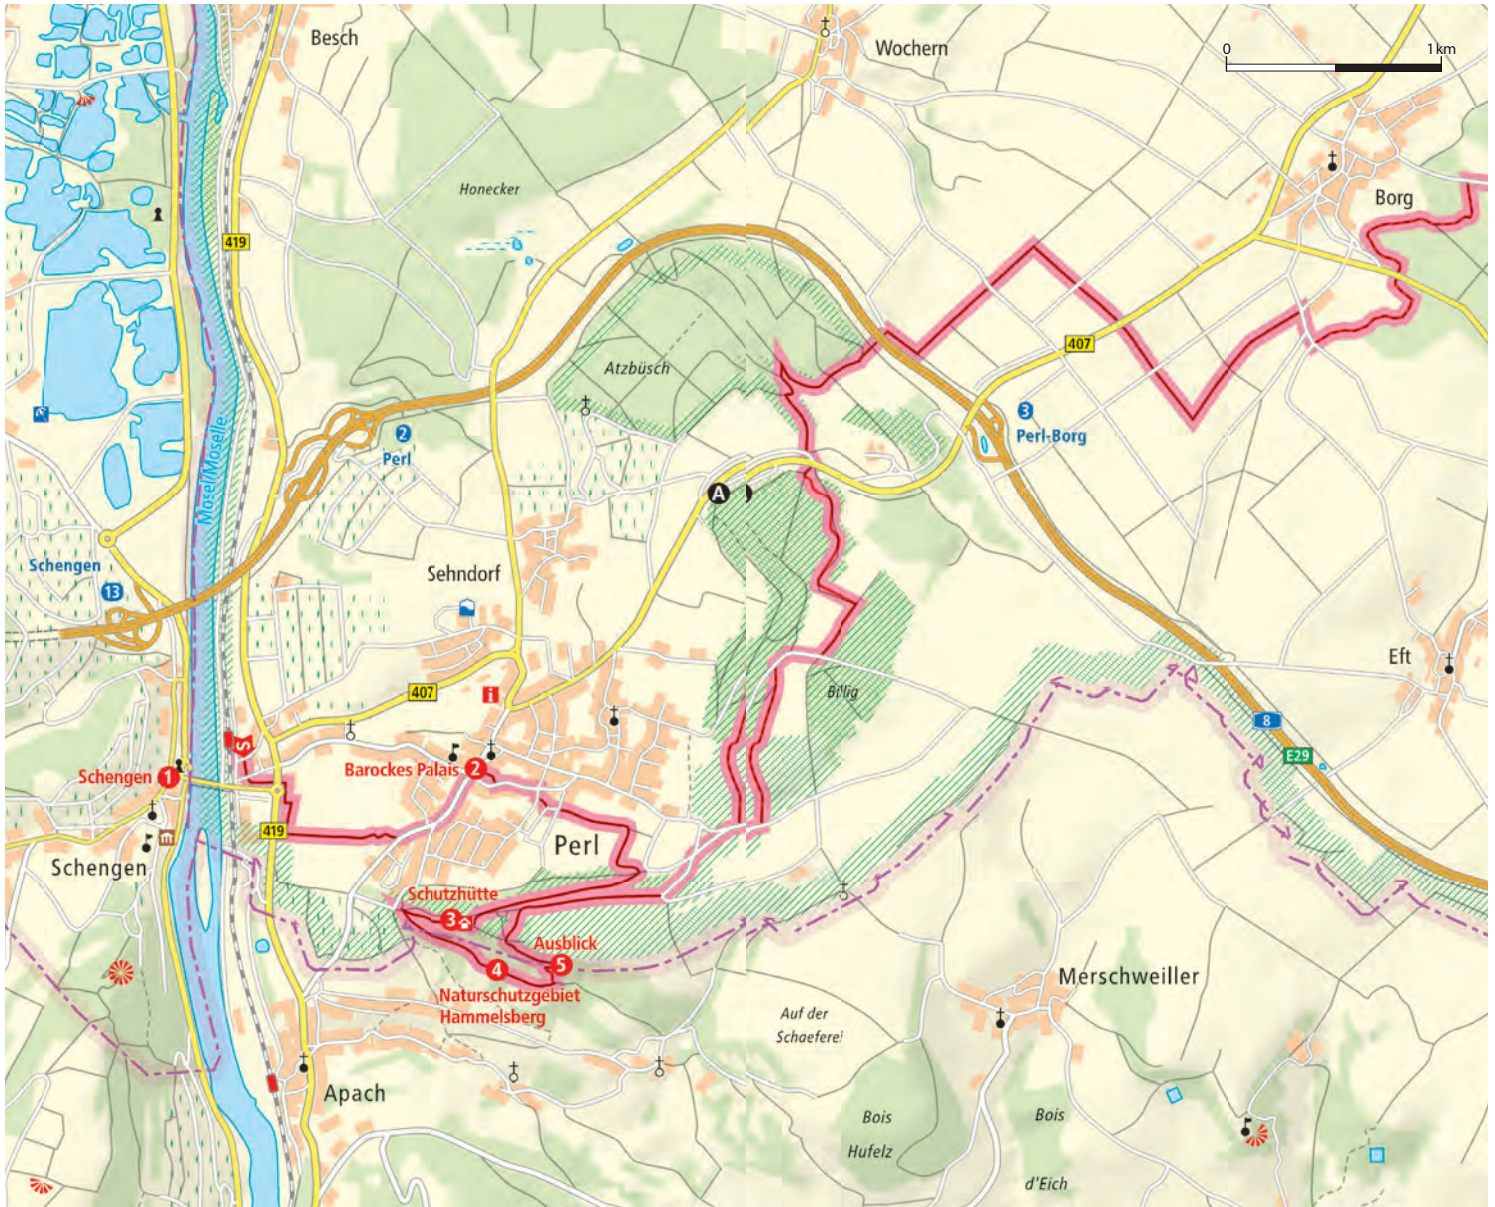 Besch
Wochern
0 1 km
Honecker
Borg
419
407
Atzbüsch
3
Perl-Borg
2
Perl
Mosel/Moselle
A
Schengen
13
Sehndorf
Eft
407
i
Billig
8
E29
S
Schengen 1
Barockes Palais 2
419
Perl
Schengen
Schutzhütte
3
Ausblick
5
4
Naturschutzgebiet
Hammelsberg
Merschweiller
Auf der
Schaeferei
Apach
Bois
Hufelz
Bois
d'Eich